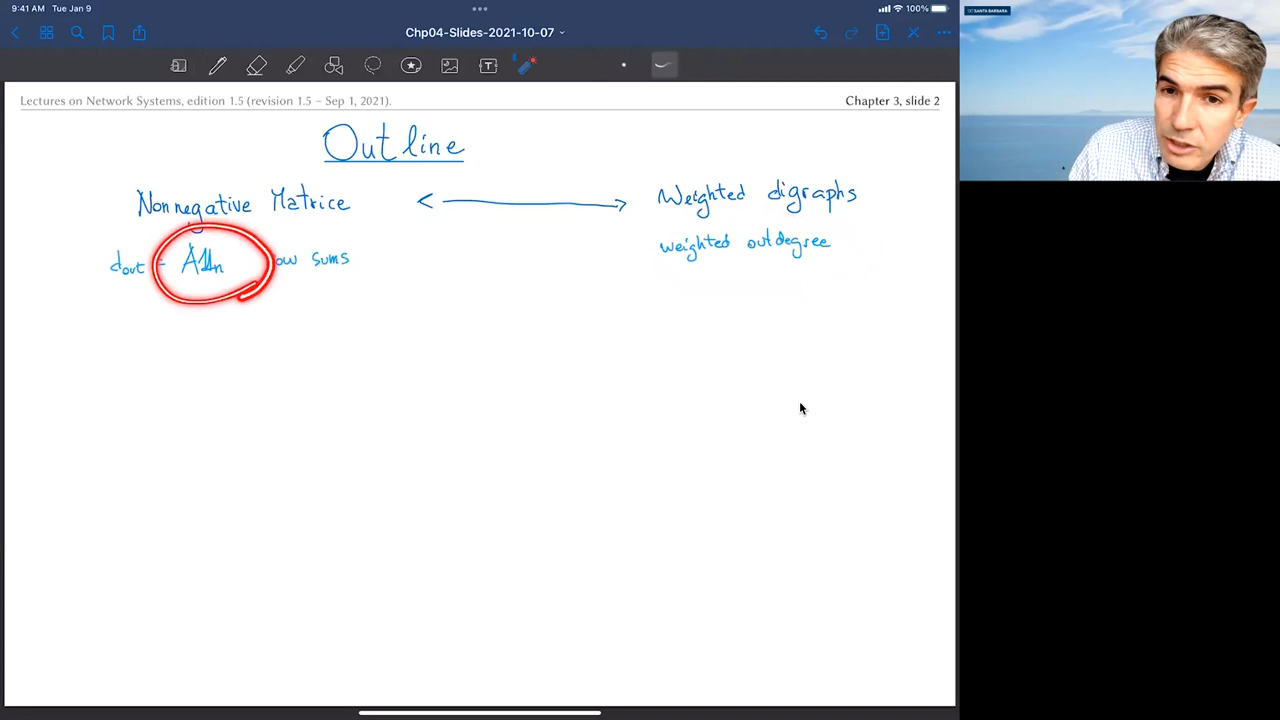 9:41 AM Tue Jan 9
100%
Chp04-Slides-2021-10-07
SANTA BARBARA
Lectures on Network Systems, edition 1.5 (revision 1.5 – Sep 1, 2021).
Chapter 3, slide 2
Outline
Nonnegative Matrice
Weighted digraphs
dout = A𝟙n ow sums
weighted outdegree